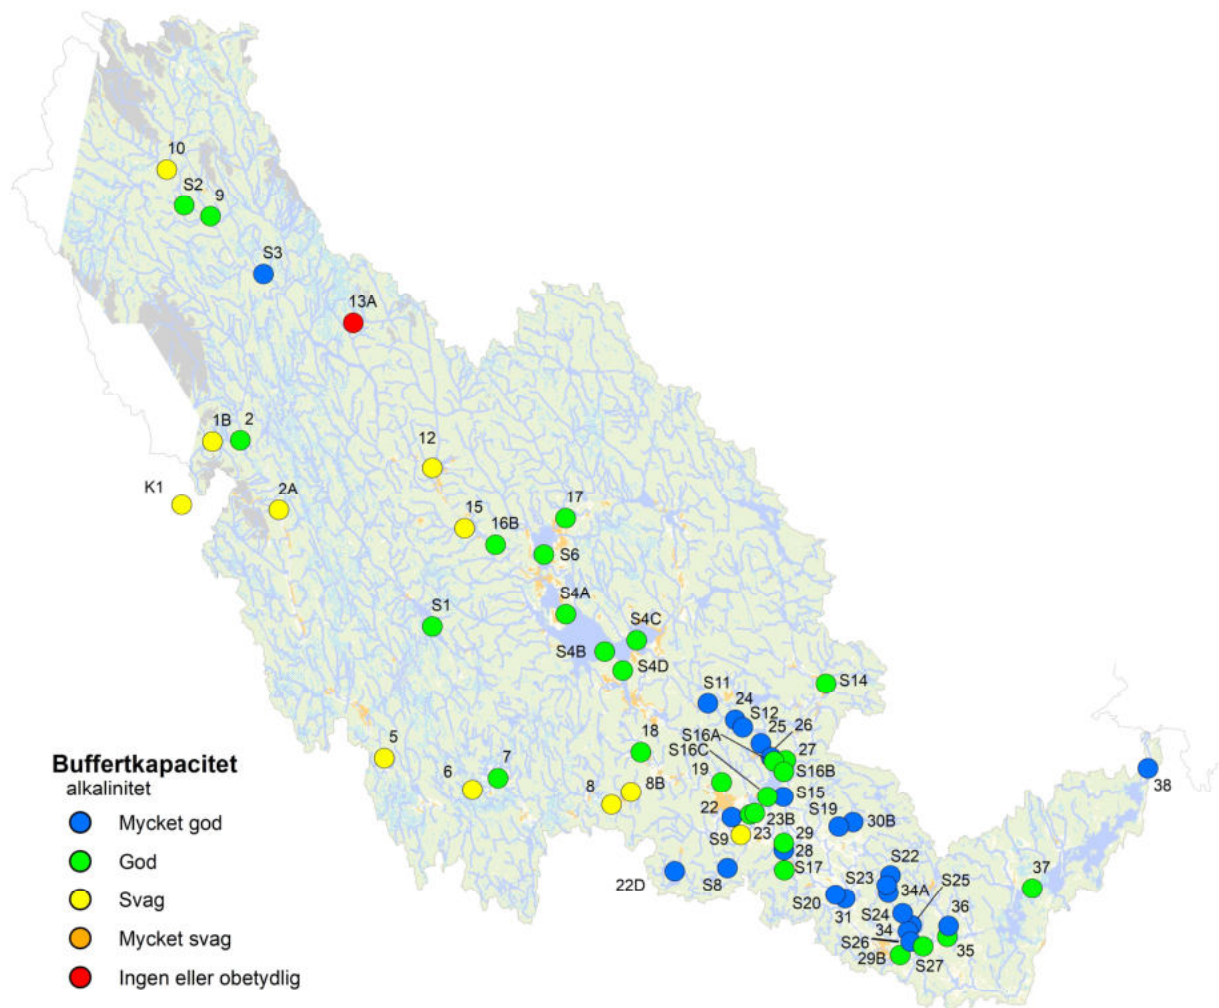 10
S2
9
S3
13A
1B
2
K1
2A
12
15
16B
17
S6
S1
S4A
S4C
S4B
S4D
S14
S11
24
S12
25
26
S16A
S16C
27
18
S16B
5
6
7
8
8B
19
S15
38
22
S19
30B
23B
S9
23
29
28
22D
S8
S17
S22
S23
34A
S25
37
S20
31
S24
36
34
S26
35
29B
S27
Buffertkapacitet
alkalinitet
Mycket god
God
Svag
Mycket svag
Ingen eller obetydlig